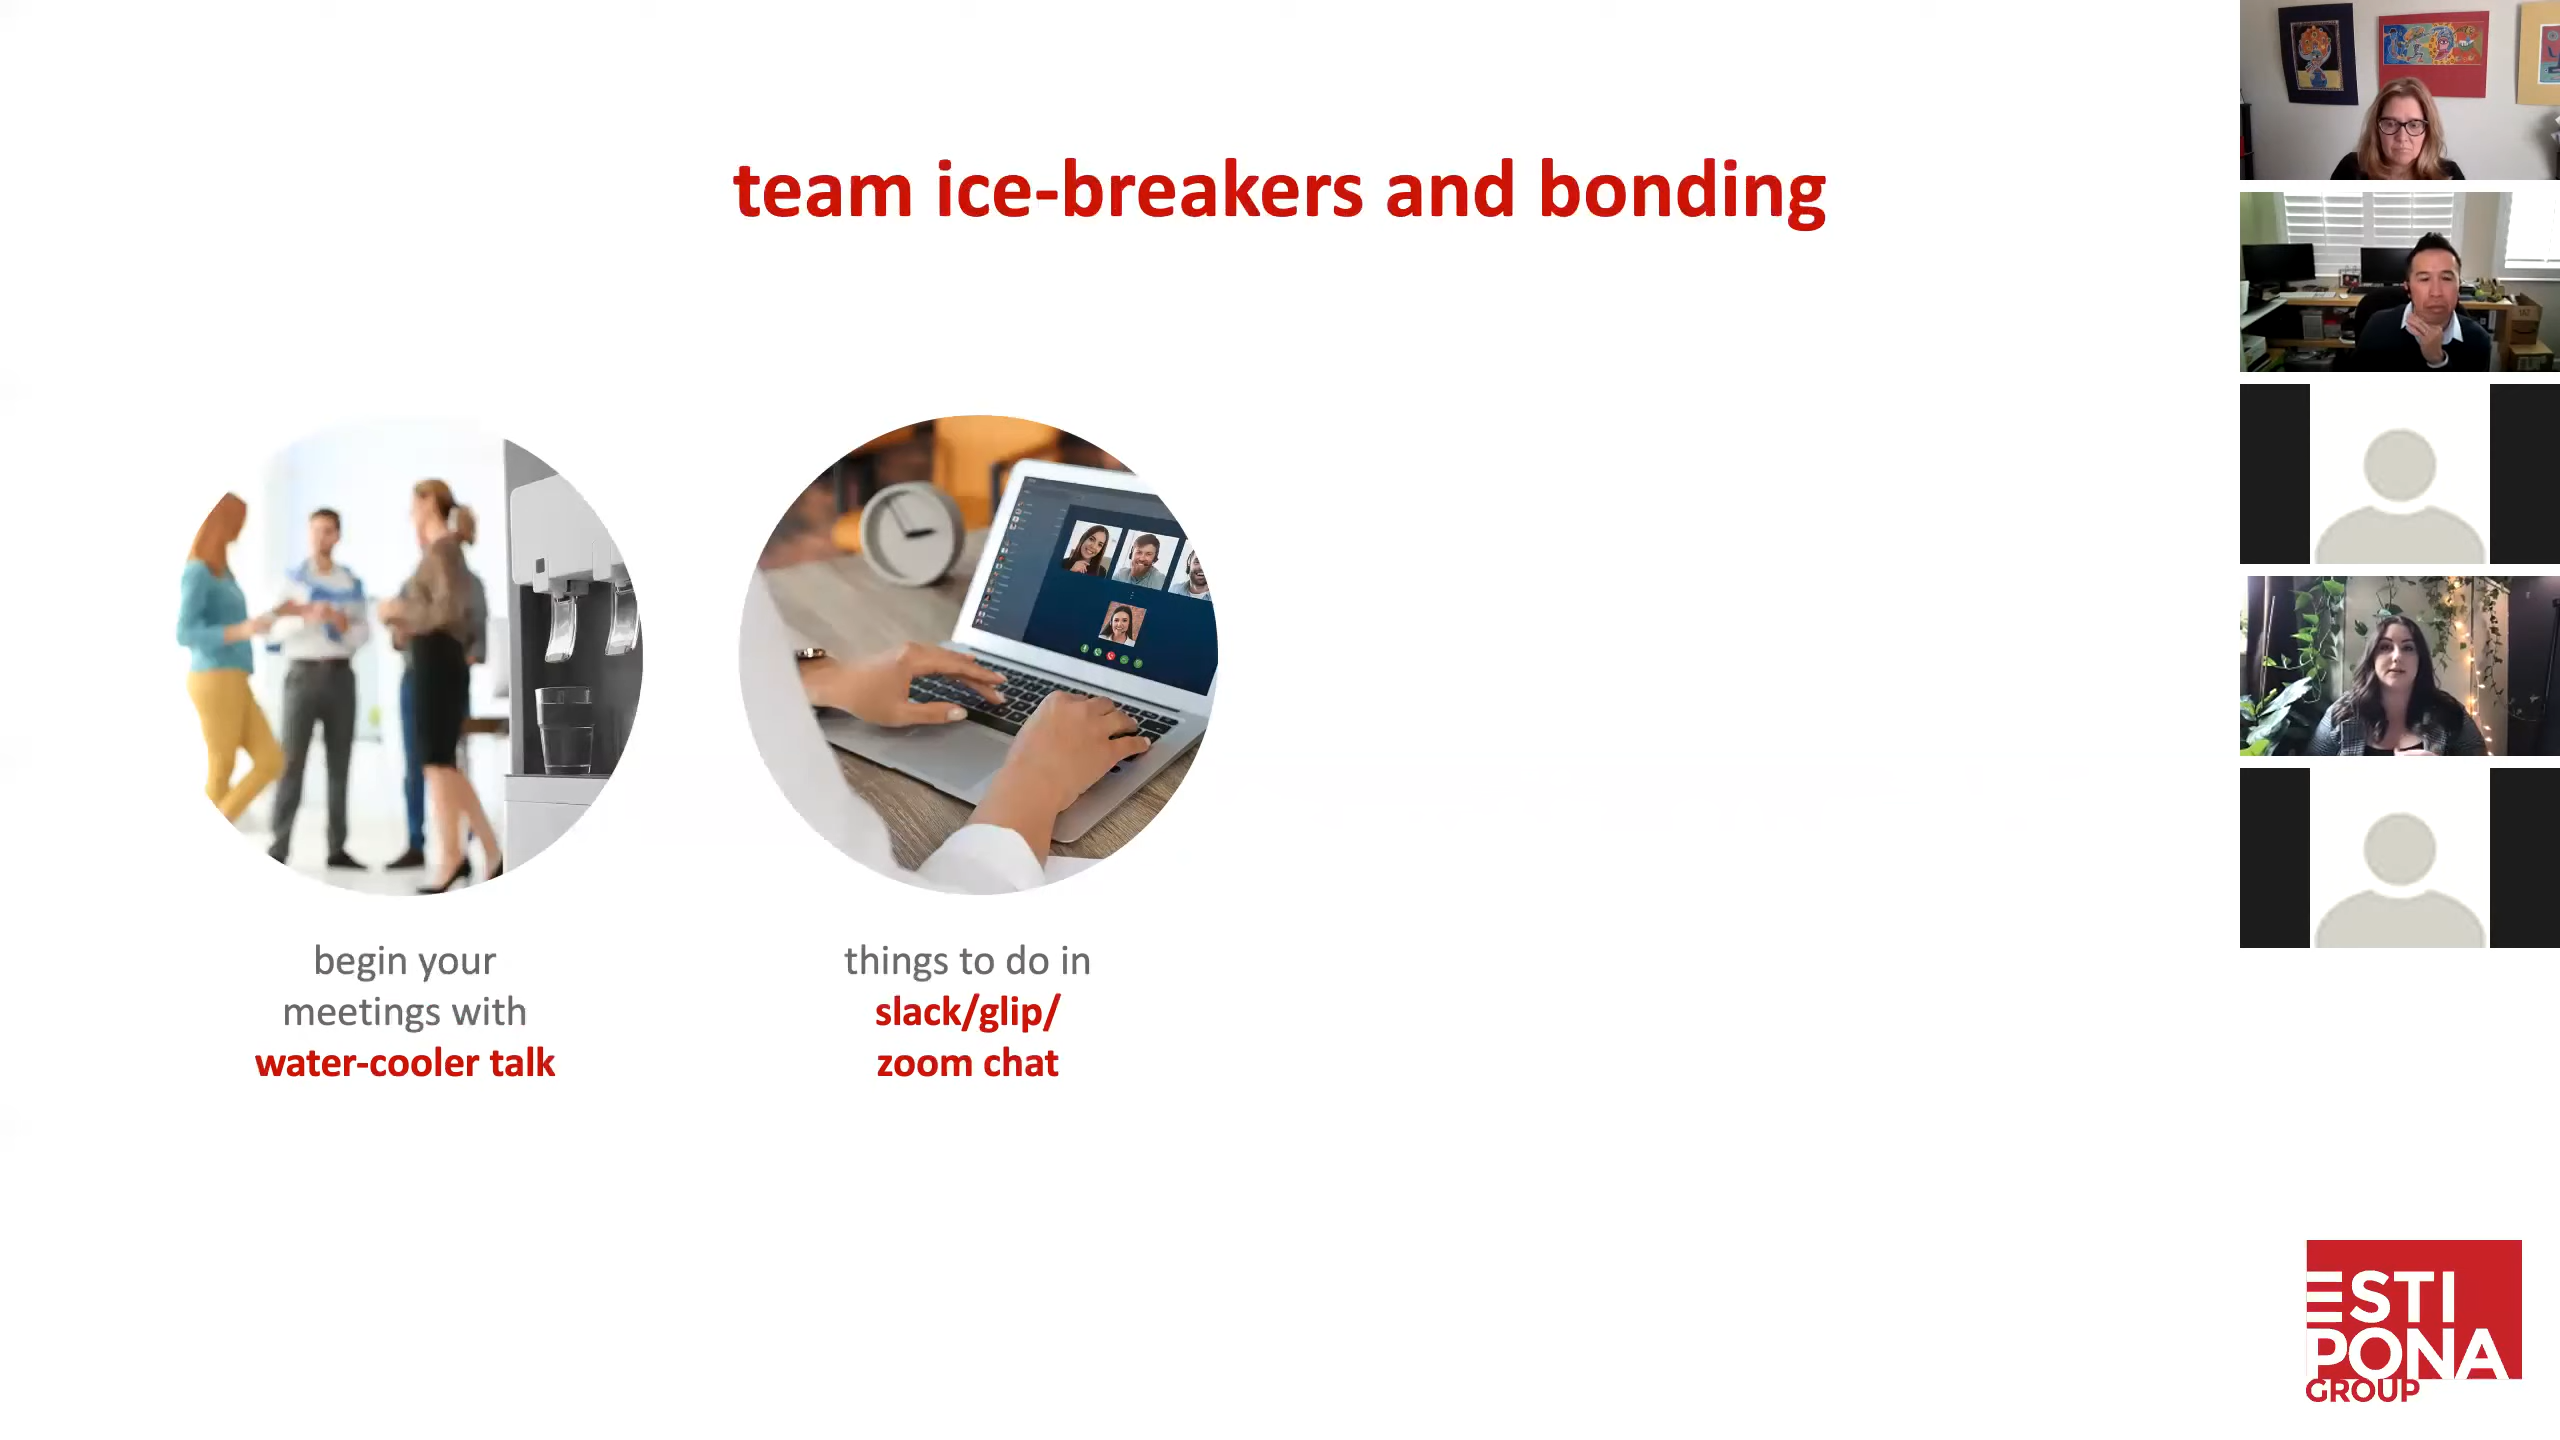 team ice-breakers and bonding
begin your
meetings with
water-cooler talk
things to do in
slack/glip/
zoom chat
ESTI
PONA
GROUP